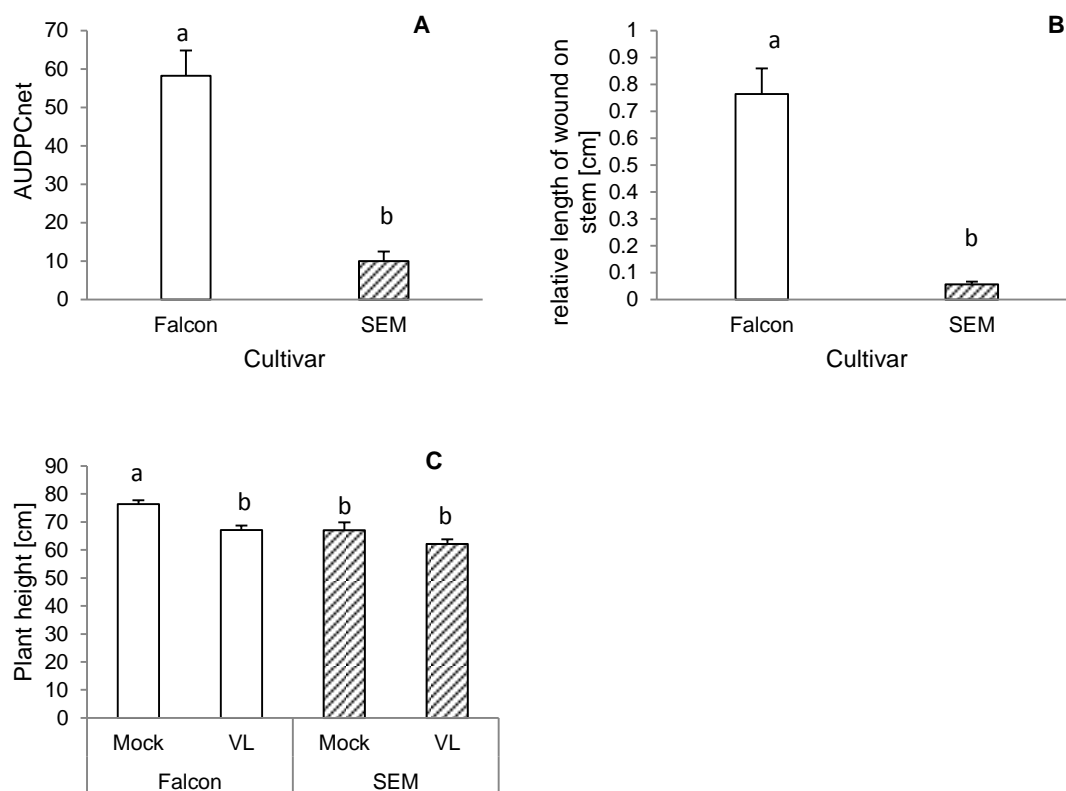 A
AUDPCnet
70
60
50
40
30
20
10
0
a
b
Falcon SEM
Cultivar
B
relative length of wound on
stem [cm]
1
0.9
0.8
0.7
0.6
0.5
0.4
0.3
0.2
0.1
0
a
b
Falcon SEM
Cultivar
C
Plant height [cm]
90
80
70
60
50
40
30
20
10
0
a
b
b
b
Mock VL Mock VL
Falcon SEM